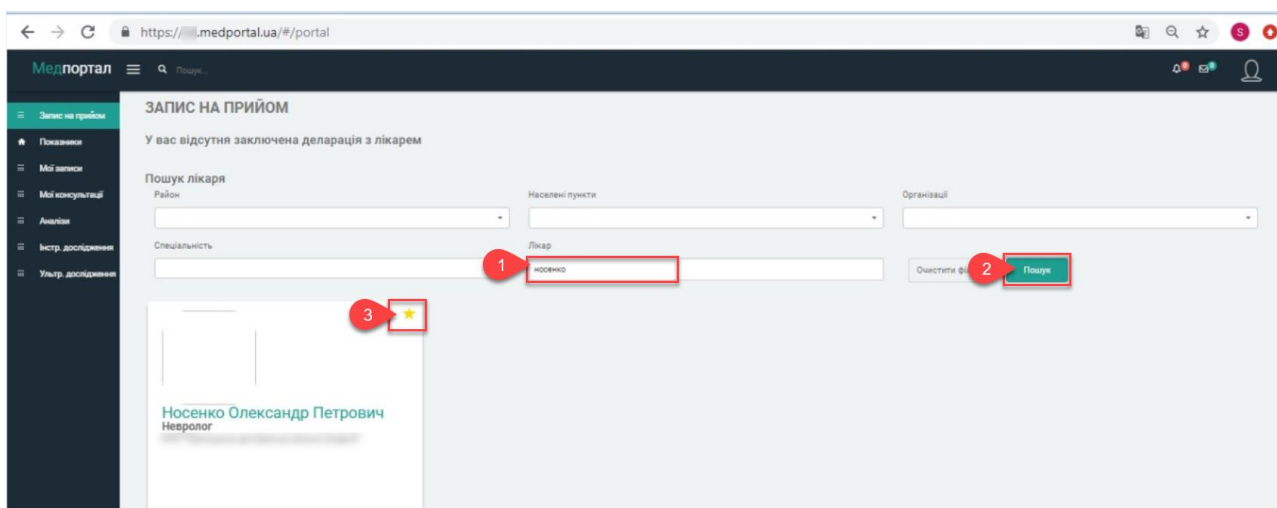 https:// .medportal.ua/#/portal
S
Медпортал
Пошук...
Запис на прийом
Показники
Мої записи
Мої консультації
Аналізи
Інстр. дослідження
Ультр. дослідження
ЗАПИС НА ПРИЙОМ
У вас відсутня заключена деларація з лікарем
Пошук лікаря
Район
Населені пункти
Організації
Спеціальність
Лікар
1
носенко
Очистити
2
Пошук
3
Носенко Олександр Петрович
Невролог